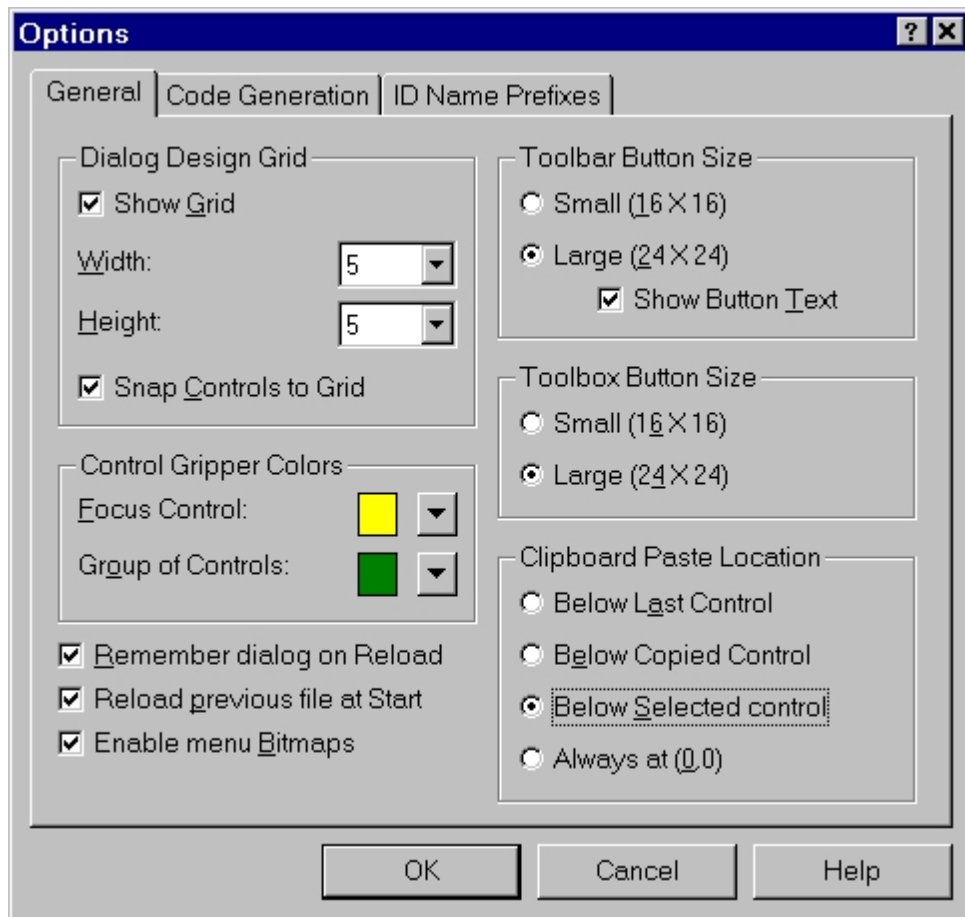 Options
General Code Generation ID Name Prefixes
Dialog Design Grid
Show Grid
Width: 5
Height: 5
Snap Controls to Grid
Control Gripper Colors
Focus Control:
Group of Controls:
Remember dialog on Reload
Reload previous file at Start
Enable menu Bitmaps
Toolbar Button Size
Small (16 X 16)
Large (24 X 24)
Show Button Text
Toolbox Button Size
Small (16 X 16)
Large (24 X 24)
Clipboard Paste Location
Below Last Control
Below Copied Control
Below Selected control
Always at (0,0)
OK Cancel Help